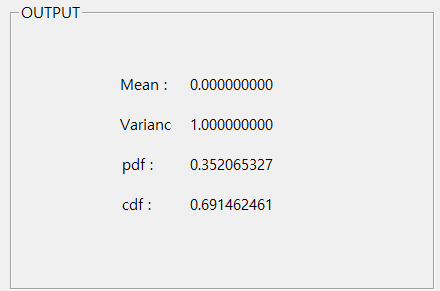 OUTPUT
Mean : 0.000000000
Varianc 1.000000000
pdf : 0.352065327
cdf : 0.691462461